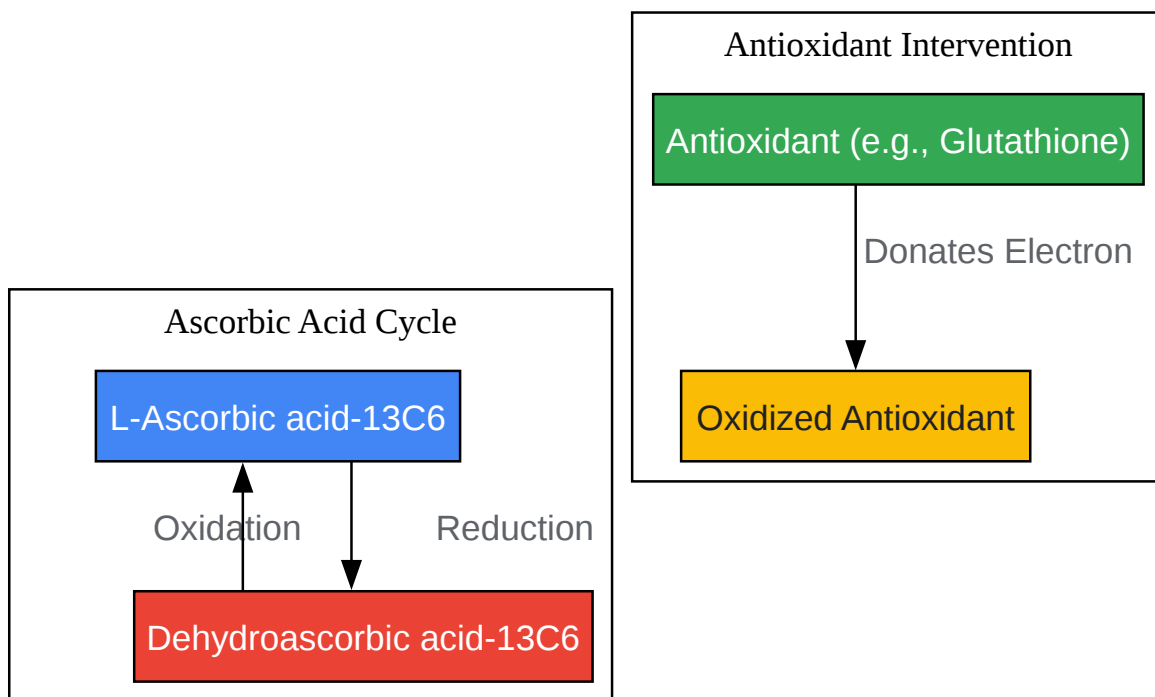 Antioxidant Intervention
Antioxidant (e.g., Glutathione)
Donates Electron
Oxidized Antioxidant
Ascorbic Acid Cycle
L-Ascorbic acid-13C6
Oxidation
Reduction
Dehydroascorbic acid-13C6